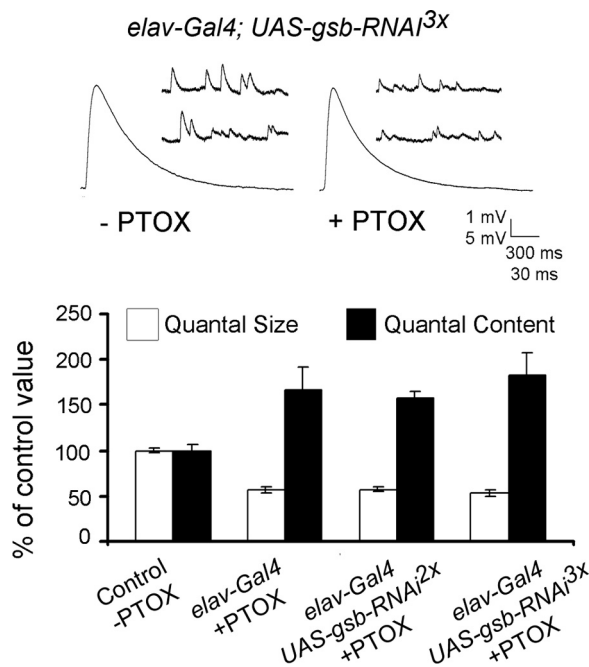 elav-Gal4; UAS-gsb-RNAI3x
- PTOX
+ PTOX
1 mV
5 mV
300 ms
30 ms
Quantal Size
Quantal Content
% of control value
250
200
150
100
50
0
Control
-PTOX
elav-Gal4
+PTOX
elav-Gal4
UAS-gsb-RNAi2x
+PTOX
elav-Gal4
UAS-gsb-RNAi3x
+PTOX